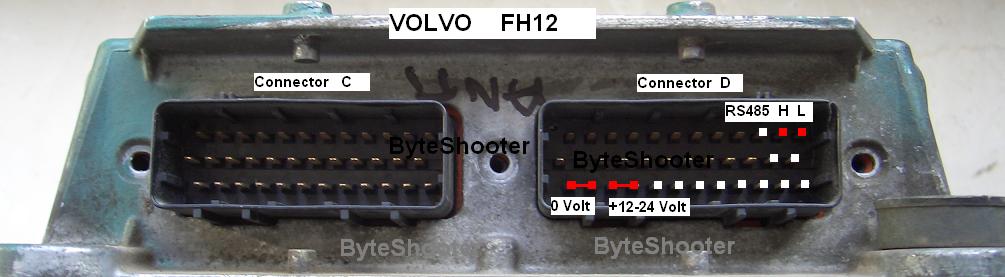 VOLVO FH12
Connector C
Connector D
RS485 H L
ByteShooter
ByteShooter
0 Volt
+12-24 Volt
ByteShooter
ByteShooter